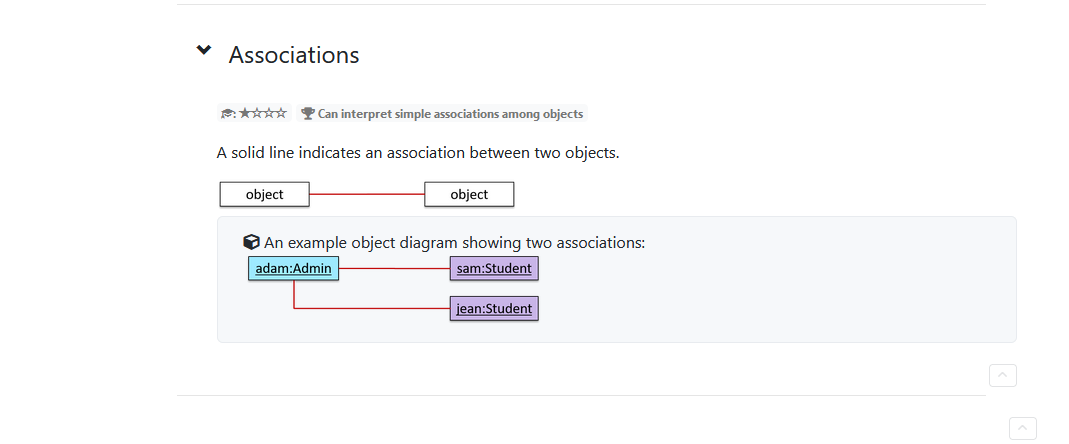 Associations
: ★☆☆☆ Can interpret simple associations among objects
A solid line indicates an association between two objects.
object object
An example object diagram showing two associations:
adam:Admin sam:Student
jean:Student